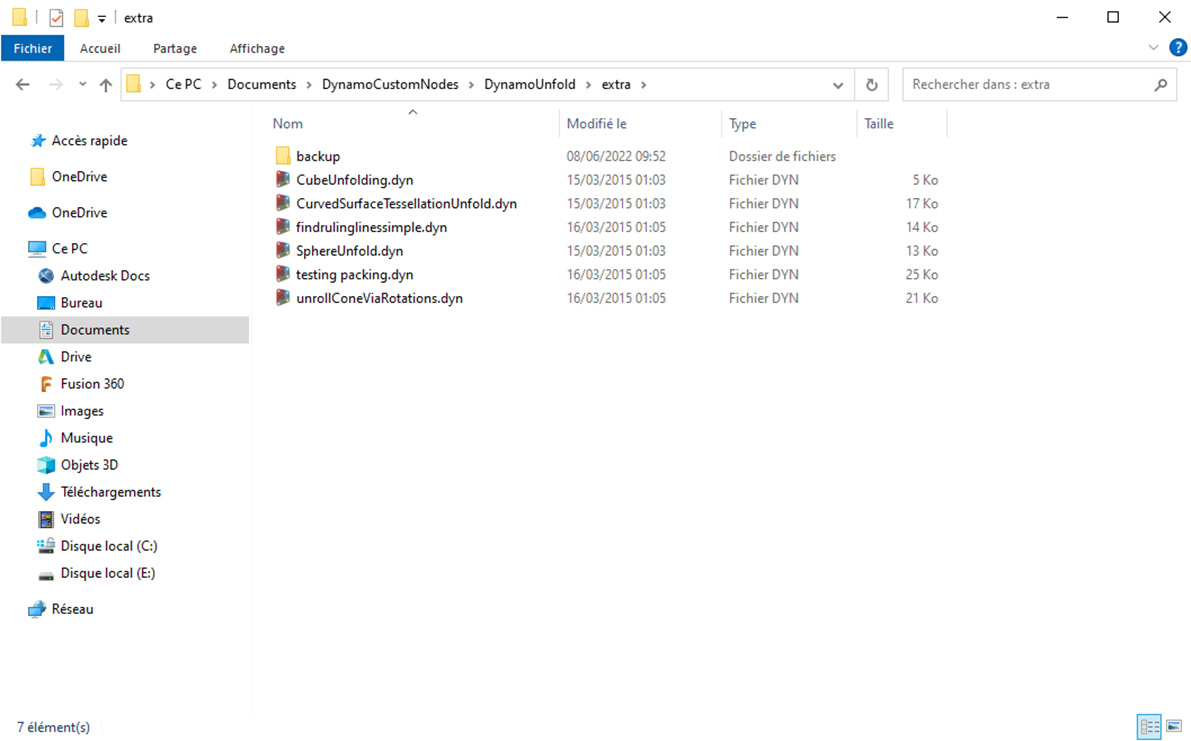 extra
Fichier Accueil Partage Affichage
Ce PC Documents DynamoCustomNodes DynamoUnfold extra
Rechercher dans : extra
Nom Modifié le Type Taille
backup 08/06/2022 09:52 Dossier de fichiers
CubeUnfolding.dyn 15/03/2015 01:03 Fichier DYN 5 Ko
CurvedSurfaceTessellationUnfold.dyn 15/03/2015 01:03 Fichier DYN 17 Ko
findrulinglinessimple.dyn 16/03/2015 01:05 Fichier DYN 14 Ko
SphereUnfold.dyn 15/03/2015 01:03 Fichier DYN 13 Ko
testing packing.dyn 16/03/2015 01:05 Fichier DYN 25 Ko
unrollConeViaRotations.dyn 16/03/2015 01:05 Fichier DYN 21 Ko
Accès rapide
OneDrive
OneDrive
Ce PC
Autodesk Docs
Bureau
Documents
Drive
Fusion 360
Images
Musique
Objets 3D
Téléchargements
Vidéos
Disque local (C:)
Disque local (E:)
Réseau
7 élément(s)